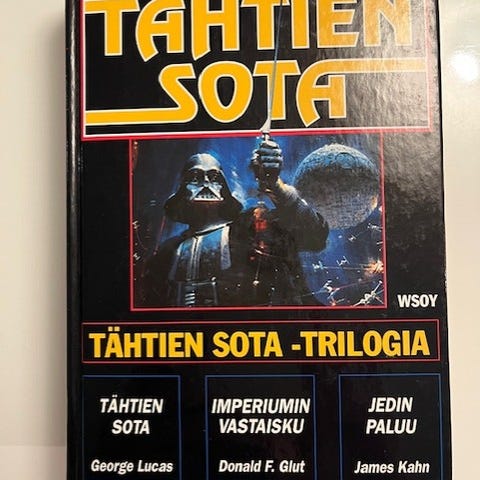 TÄHTIEN
SOTA
WSOY
TÄHTIEN SOTA -TRILOGIA
TÄHTIEN
SOTA
George Lucas
IMPERIUMIN
VASTAISKU
Donald F. Glut
JEDIN
PALUU
James Kahn